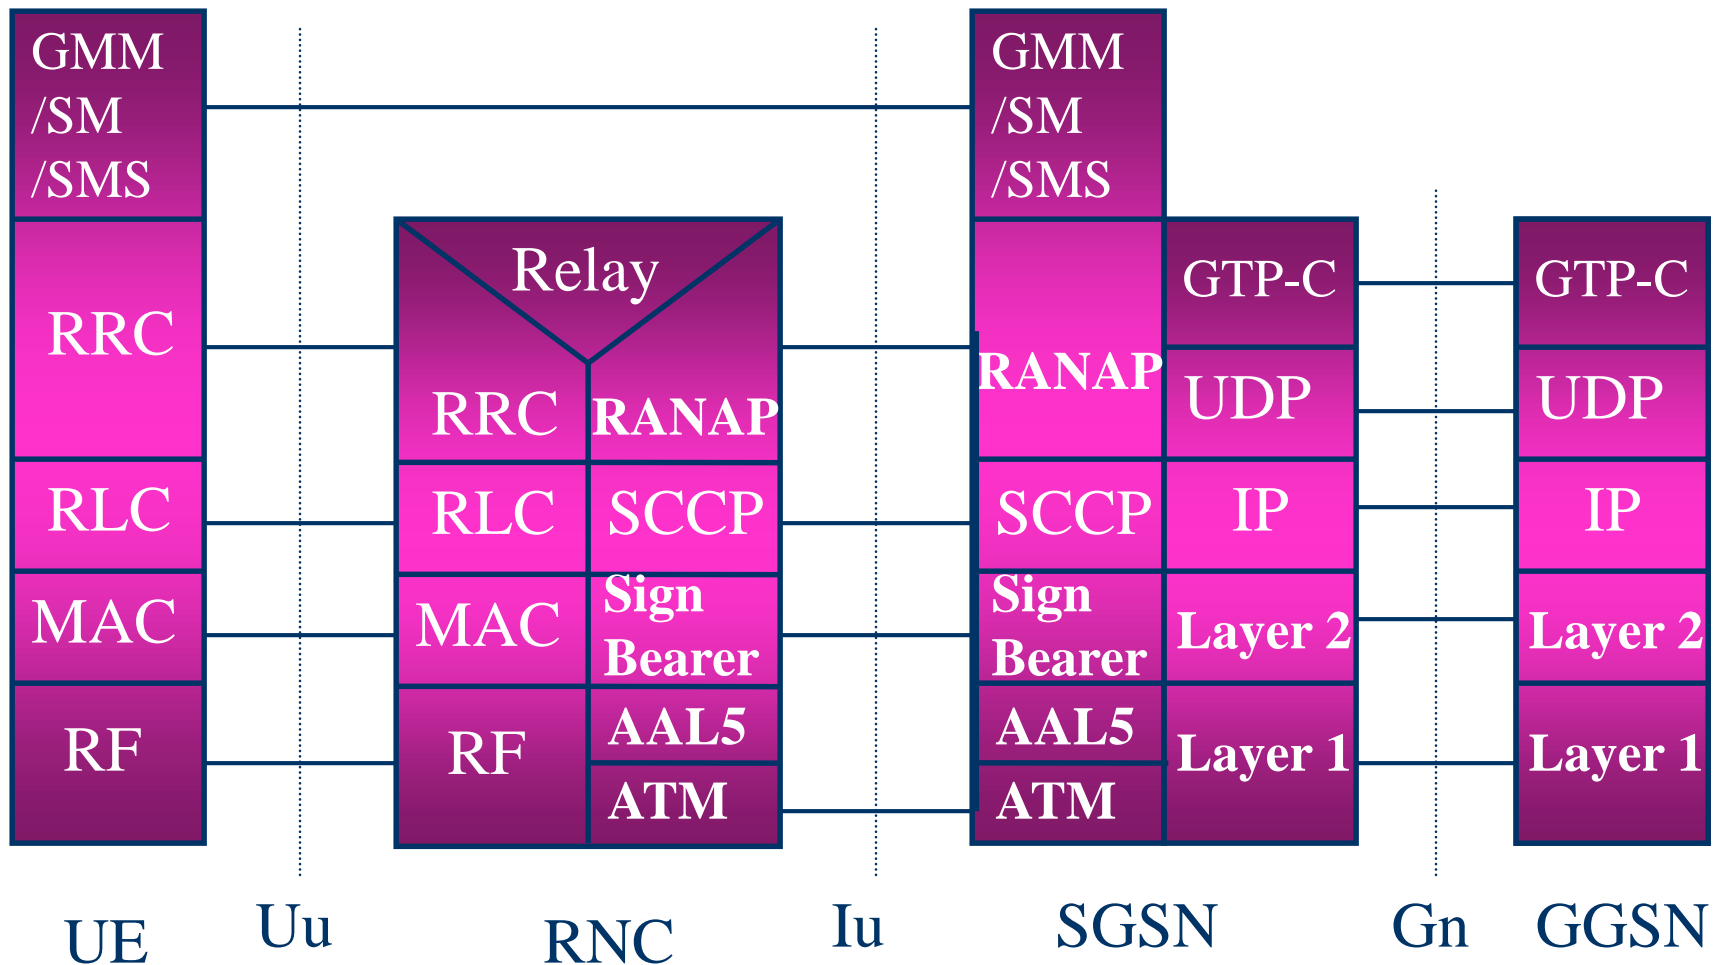 GMM
/SM
/SMS
RRC
RLC
MAC
RF
Relay
RRC
RANAP
RLC
SCCP
MAC
Sign
Bearer
RF
AAL5
ATM
GMM
/SM
/SMS
RANAP
SCCP
Sign
Bearer
AAL5
ATM
GTP-C
UDP
IP
Layer 2
Layer 1
GTP-C
UDP
IP
Layer 2
Layer 1
UE
Uu
RNC
Iu
SGSN
Gn
GGSN